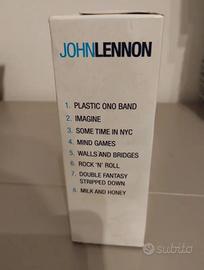 JOHNLENNON
1. PLASTIC ONO BAND
2. IMAGINE
3. SOME TIME IN NYC
4. MIND GAMES
5. WALLS AND BRIDGES
6. ROCK 'N' ROLL
7. DOUBLE FANTASY
STRIPPED DOWN
8. MILK AND HONEY
subito